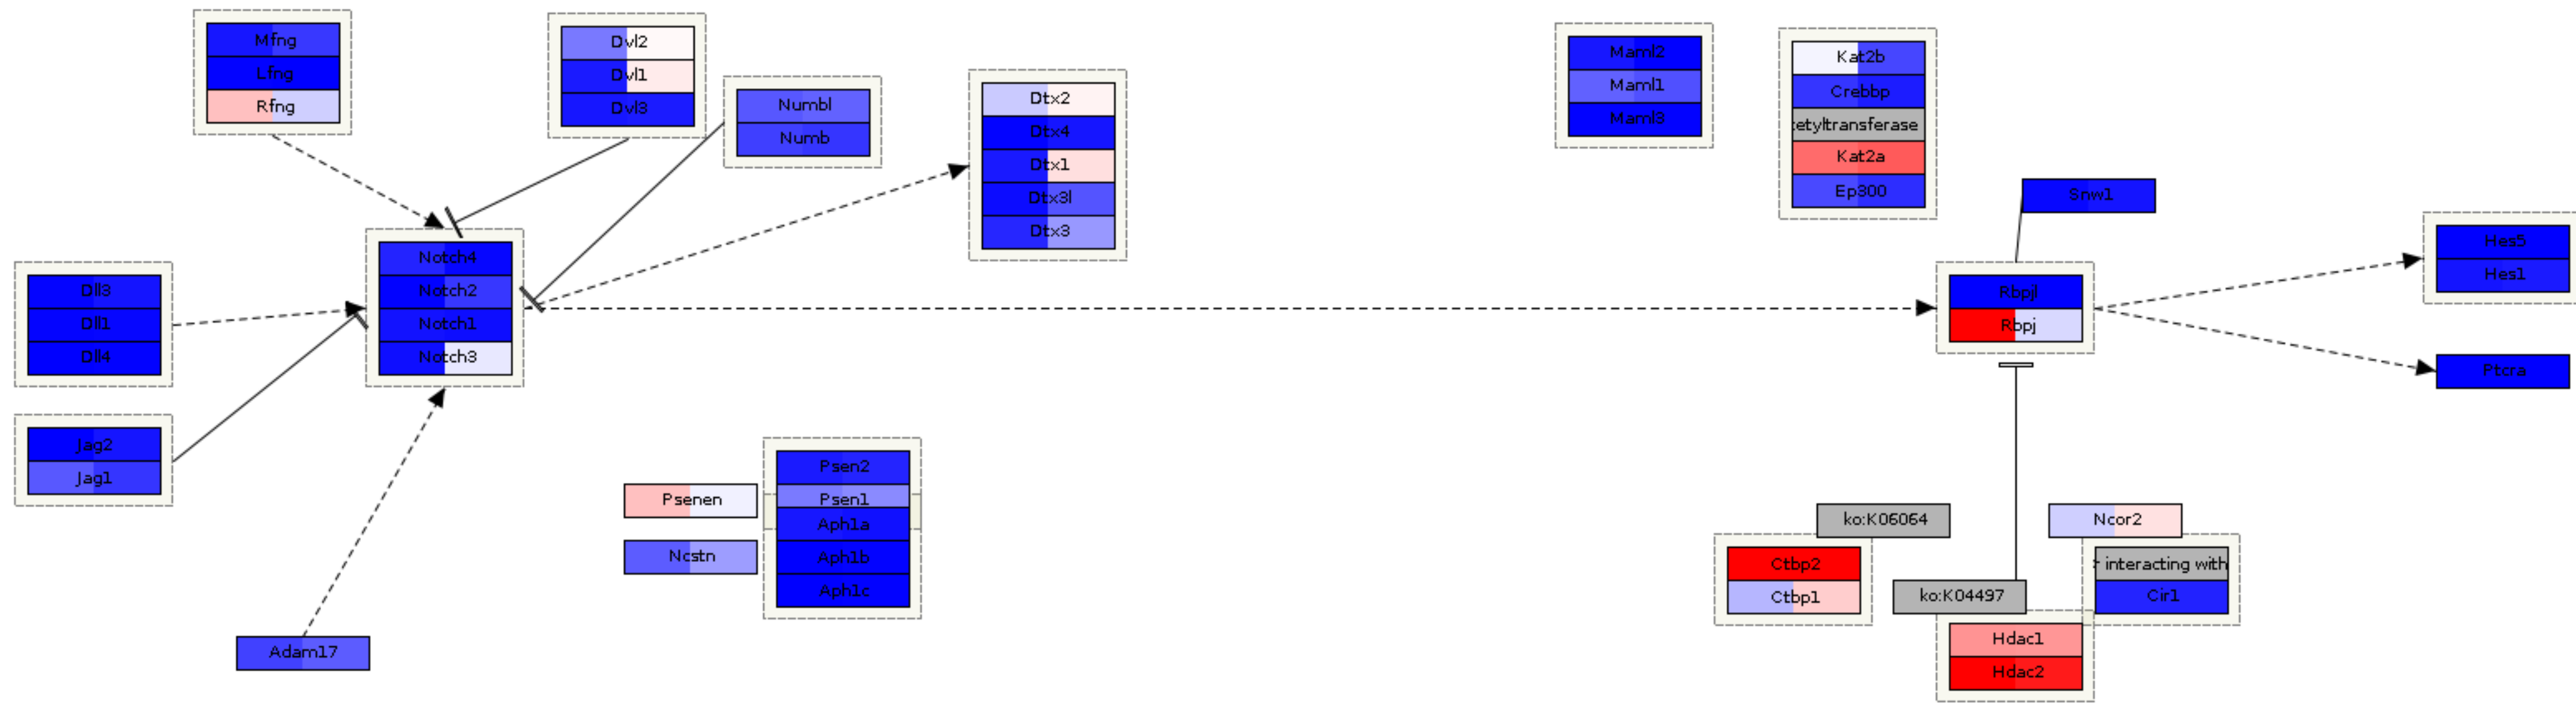 Mfng
Lfng
Rfng
Dvl2
Dvl1
Dvl3
Numbl
Numb
Dtx2
Dtx4
Dtx1
Dtx3l
Dtx3
Maml2
Maml1
Maml3
Kat2b
Crebbp
cetyltransferase
Kat2a
Ep300
Snw1
Notch4
Notch2
Notch1
Notch3
Dll3
Dll1
Dll4
Jag2
Jag1
Rbpjl
Rbpj
Hes5
Hes1
Ptcra
Psen2
Psen1
Psenen
Aph1a
Aph1b
Aph1c
Ncstn
Adam17
ko:K06064
Ncor2
Ctbp2
Ctbp1
ko:K04497
r interacting with
Cir1
Hdac1
Hdac2